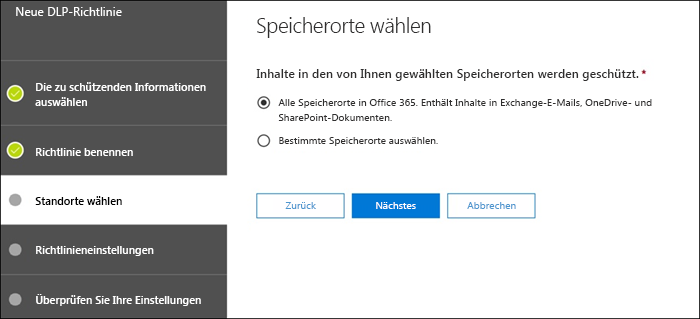 Neue DLP-Richtlinie
Die zu schützenden Informationen
auswählen
Richtlinie benennen
Standorte wählen
Richtlinieneinstellungen
Überprüfen Sie Ihre Einstellungen
Speicherorte wählen
Inhalte in den von Ihnen gewählten Speicherorten werden geschützt. *
Alle Speicherorte in Office 365. Enthält Inhalte in Exchange-E-Mails, OneDrive- und
SharePoint-Dokumenten.
Bestimmte Speicherorte auswählen.
Zurück
Nächstes
Abbrechen